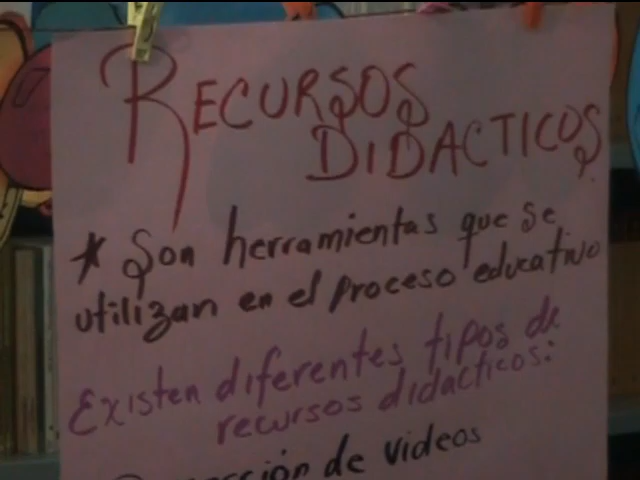 RECURSOS
DIDACTICOS
* Son herramientas que se
utilizan en el proceso educativo
Existen diferentes tipos de
recursos didacticos:
de videos